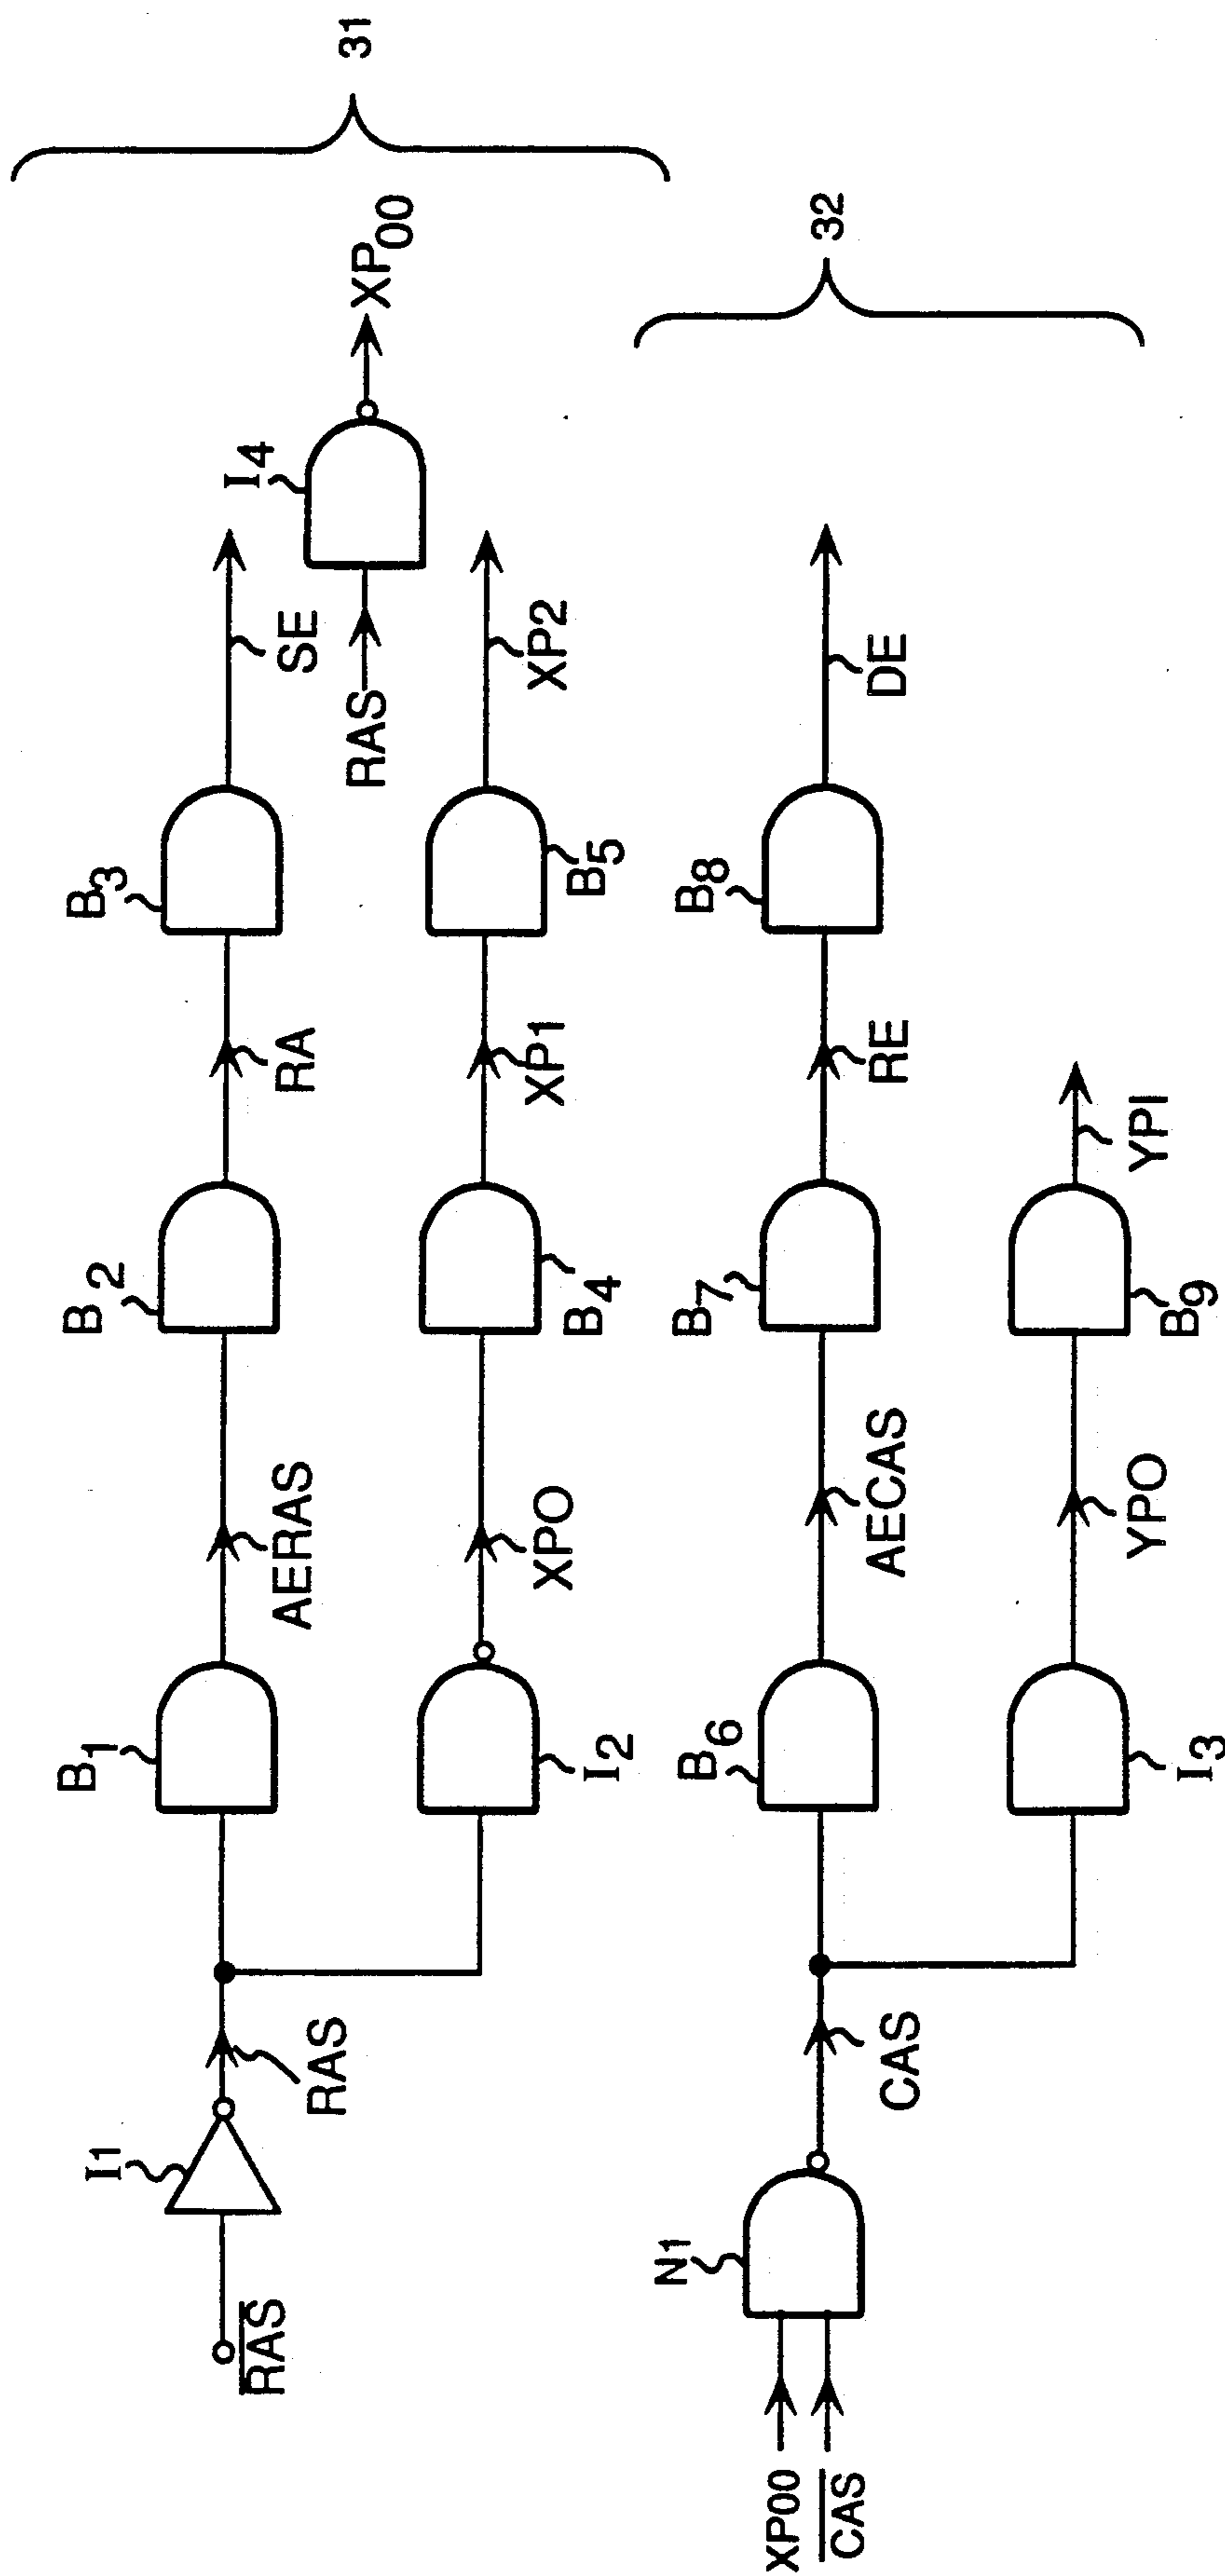 B1
B2
B3
31
I1
RAS
AERAS
RA
SE
I4
XP00
RAS
RAS
XPO
XP1
XP2
I2
B4
B5
N1
B6
B7
B8
32
XP00
CAS
CAS
AECAS
RE
DE
YPO
YPI
I3
B9